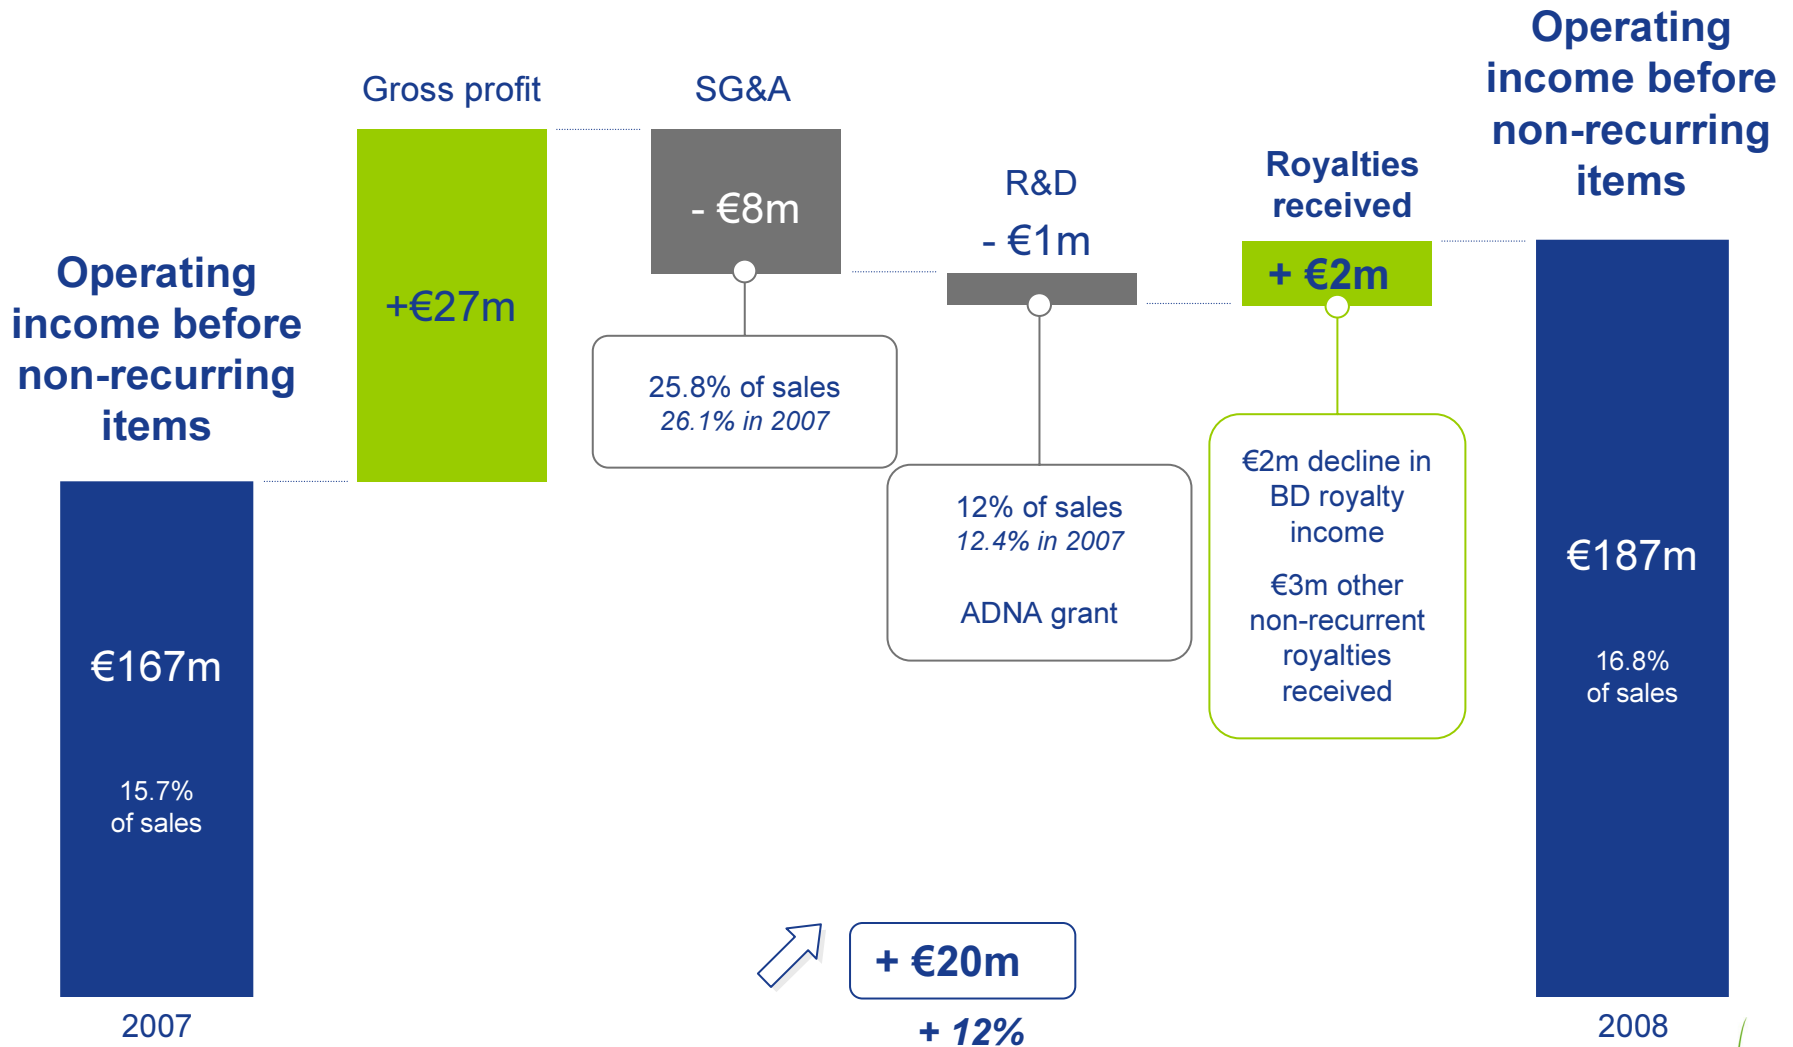 Operating
income before
non-recurring
items
€167m
15.7%
of sales
2007
Gross profit
+€27m
SG&A
- €8m
25.8% of sales
26.1% in 2007
R&D
- €1m
12% of sales
12.4% in 2007
ADNA grant
Royalties
received
+ €2m
€2m decline in
BD royalty
income
€3m other
non-recurrent
royalties
received
Operating
income before
non-recurring
items
€187m
16.8%
of sales
2008
+ €20m
+ 12%